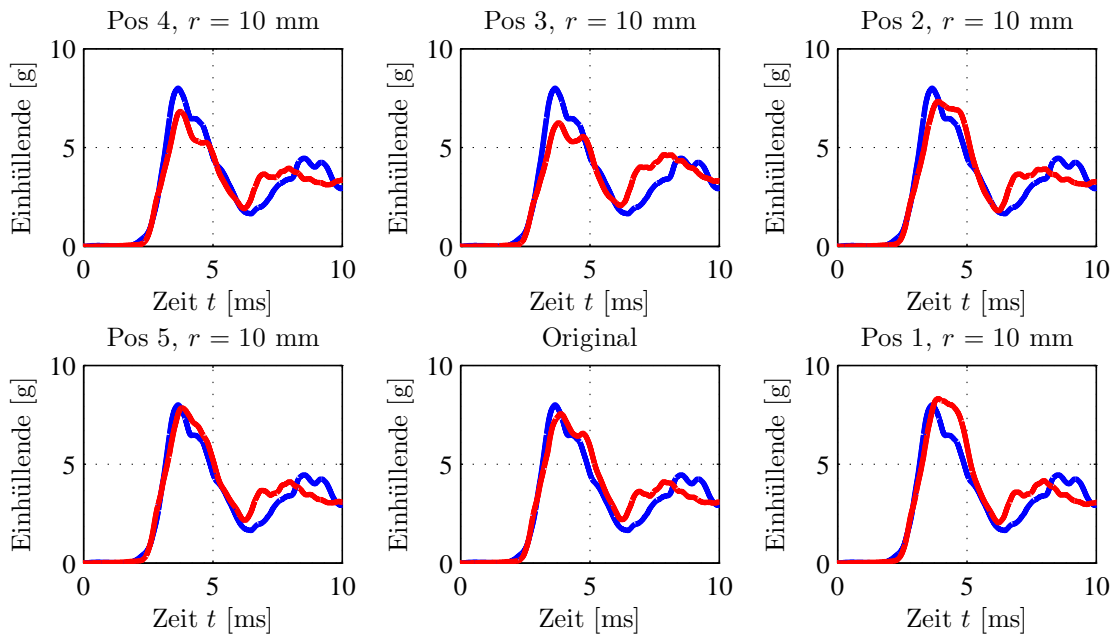 Pos 4, r = 10 mm
Pos 3, r = 10 mm
Pos 2, r = 10 mm
Einhüllende [g]
10
5
0
0 5 10
Zeit t [ms]
Einhüllende [g]
10
5
0
0 5 10
Zeit t [ms]
Einhüllende [g]
10
5
0
0 5 10
Zeit t [ms]
Pos 5, r = 10 mm
Original
Pos 1, r = 10 mm
Einhüllende [g]
10
5
0
0 5 10
Zeit t [ms]
Einhüllende [g]
10
5
0
0 5 10
Zeit t [ms]
Einhüllende [g]
10
5
0
0 5 10
Zeit t [ms]